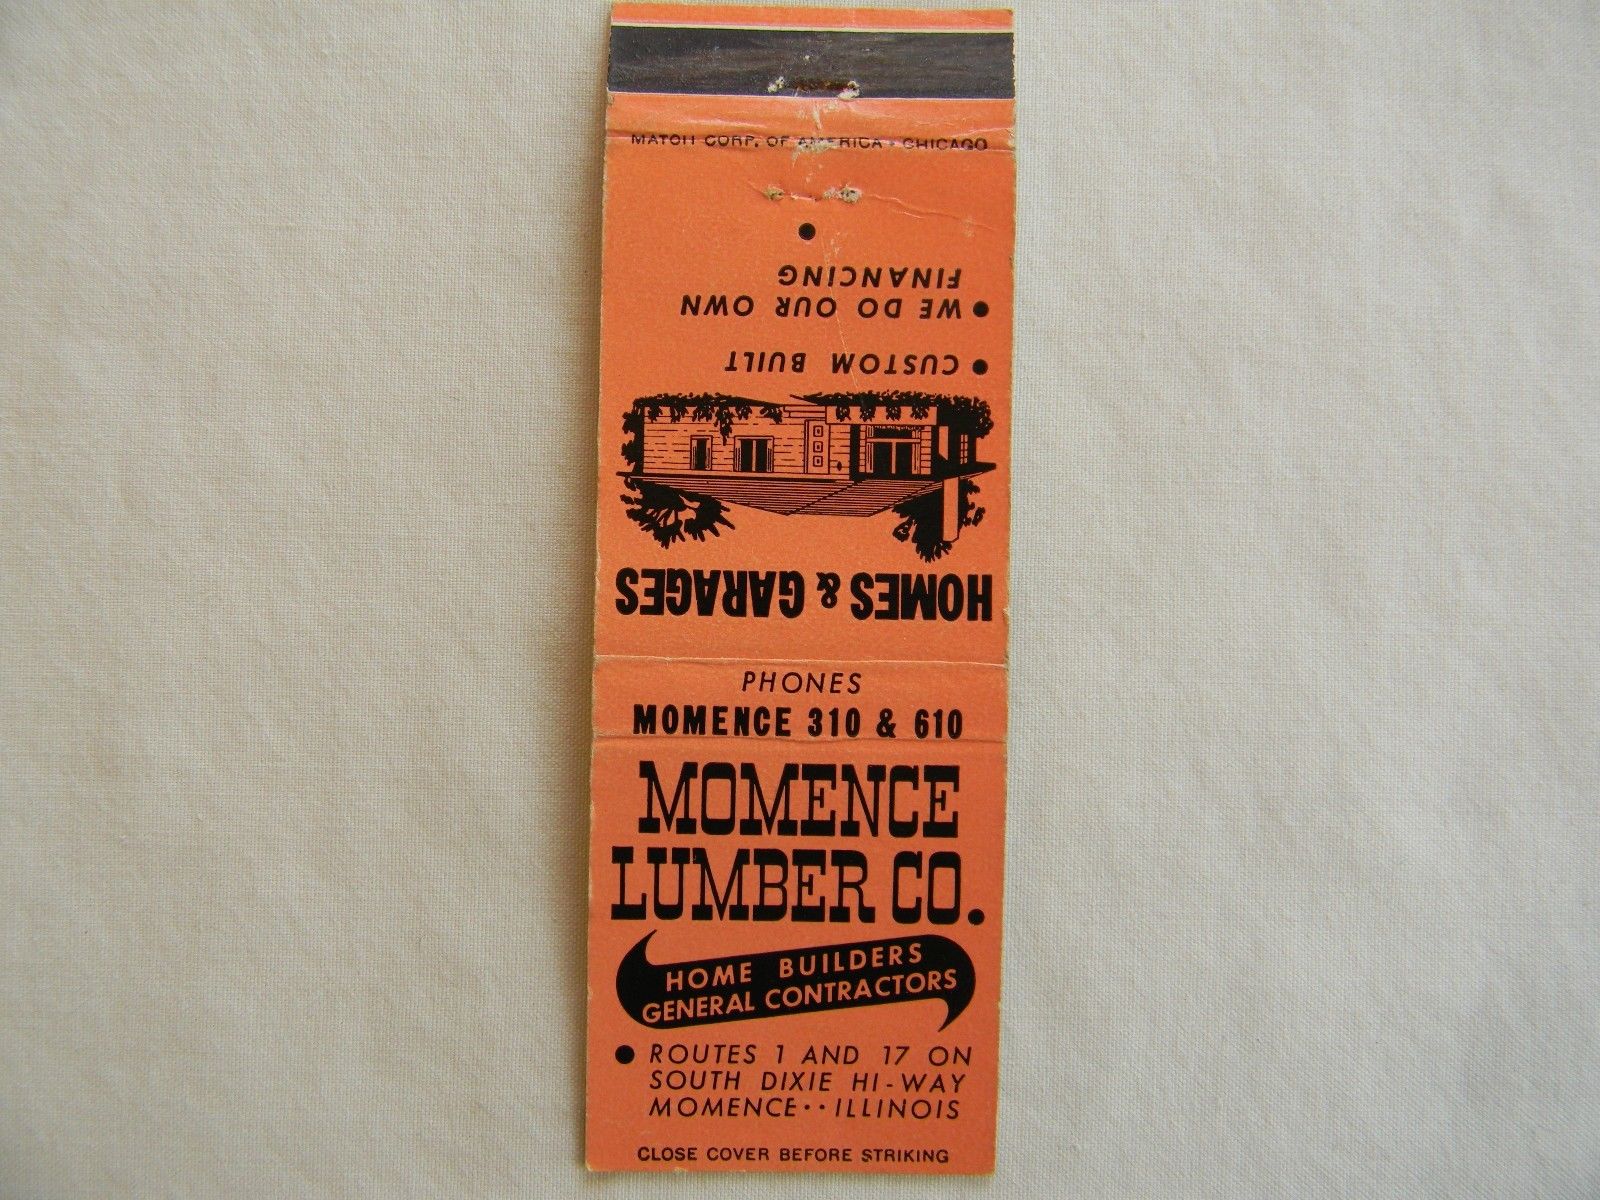 MATCH CORP. OF AMERICA - CHICAGO
HOMES & GARAGES
• CUSTOM BUILT
• WE DO OUR OWN
FINANCING
•
PHONES
MOMENCE 310 & 610
MOMENCE
LUMBER CO.
HOME BUILDERS
GENERAL CONTRACTORS
• ROUTES 1 AND 17 ON
SOUTH DIXIE HI-WAY
MOMENCE·· ILLINOIS
CLOSE COVER BEFORE STRIKING